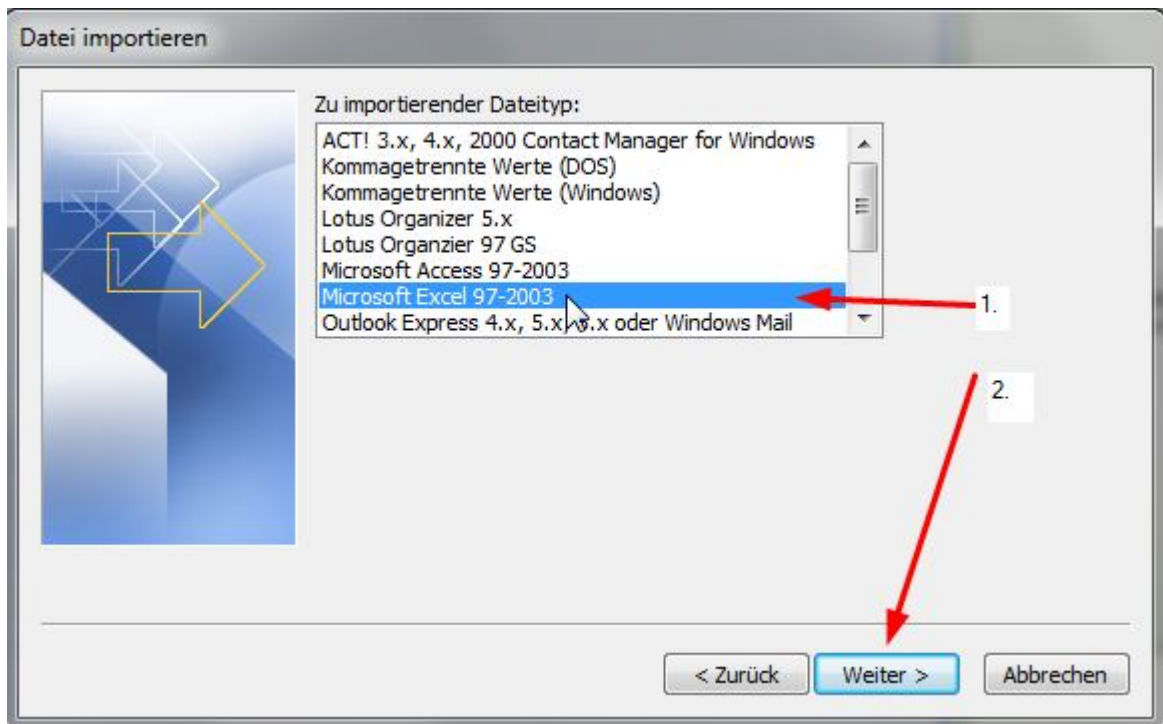 Datei importieren
Zu importierender Dateityp:
ACT! 3.x, 4.x, 2000 Contact Manager for Windows
Kommagetrennte Werte (DOS)
Kommagetrennte Werte (Windows)
Lotus Organizer 5.x
Lotus Organzier 97 GS
Microsoft Access 97-2003
Microsoft Excel 97-2003
1.
Outlook Express 4.x, 5.x, 6.x oder Windows Mail
2.
< Zurück Weiter > Abbrechen